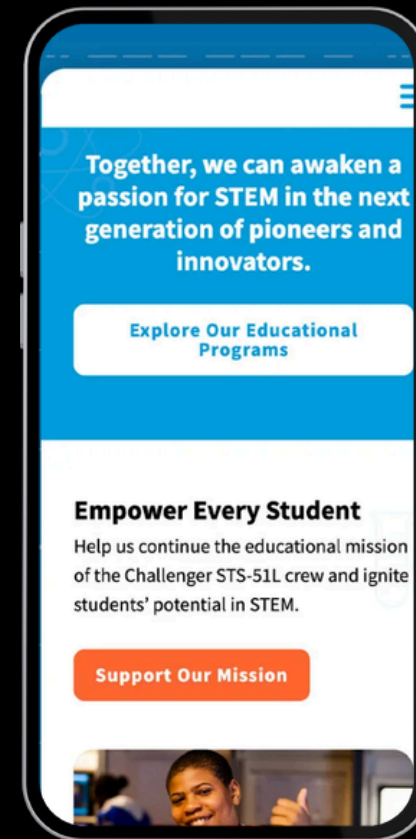 Together, we can awaken a
passion for STEM in the next
generation of pioneers and
innovators.
Explore Our Educational
Programs
Empower Every Student
Help us continue the educational mission
of the Challenger STS-51L crew and ignite
students’ potential in STEM.
Support Our Mission